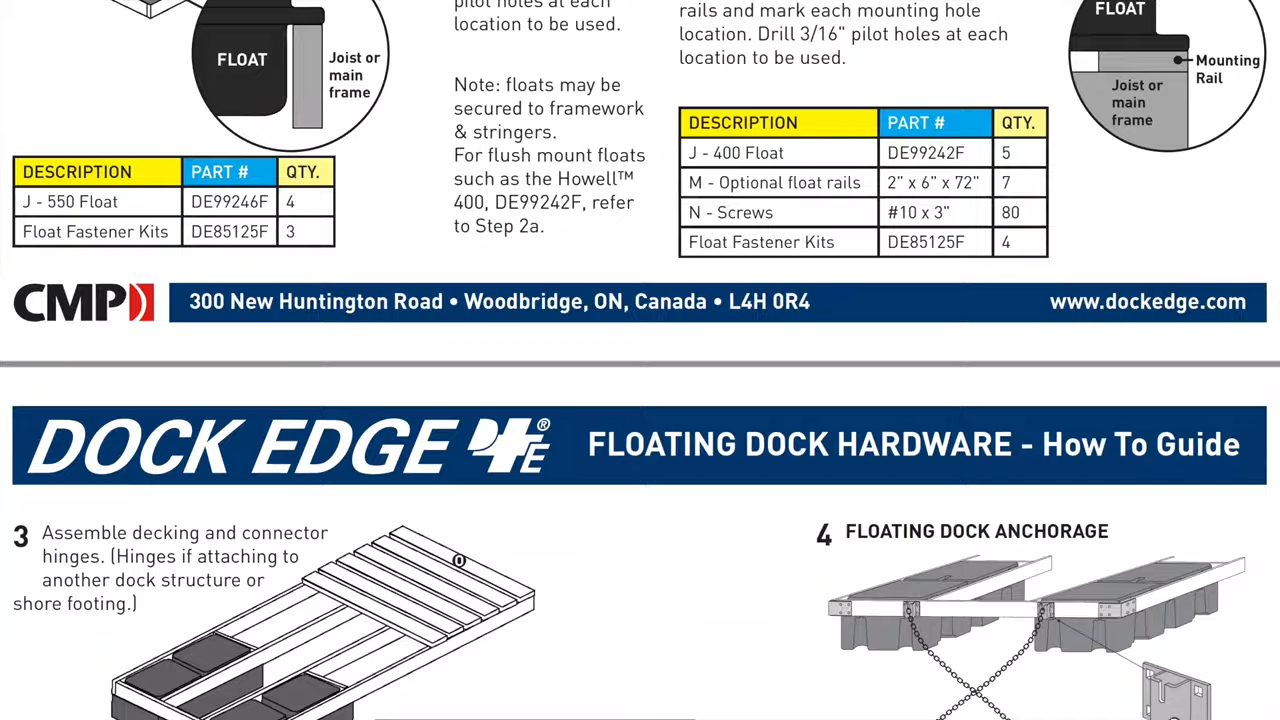 FLOAT
Joist or
main
frame
DESCRIPTION PART # QTY.
J - 550 Float DE99246F 4
Float Fastener Kits DE85125F 3
pilot holes at each
location to be used.
Note: floats may be
secured to framework
& stringers.
For flush mount floats
such as the Howell™
400, DE99242F, refer
to Step 2a.
rails and mark each mounting hole
location. Drill 3/16" pilot holes at each
location to be used.
DESCRIPTION PART # QTY.
J - 400 Float DE99242F 5
M - Optional float rails 2" x 6" x 72" 7
N - Screws #10 x 3" 80
Float Fastener Kits DE85125F 4
FLOAT
Mounting
Rail
Joist or
main
frame
CMP 300 New Huntington Road • Woodbridge, ON, Canada • L4H 0R4 www.dockedge.com
DOCK EDGE ® FLOATING DOCK HARDWARE - How To Guide
3 Assemble decking and connector
hinges. (Hinges if attaching to
another dock structure or
shore footing.)
O
4 FLOATING DOCK ANCHORAGE